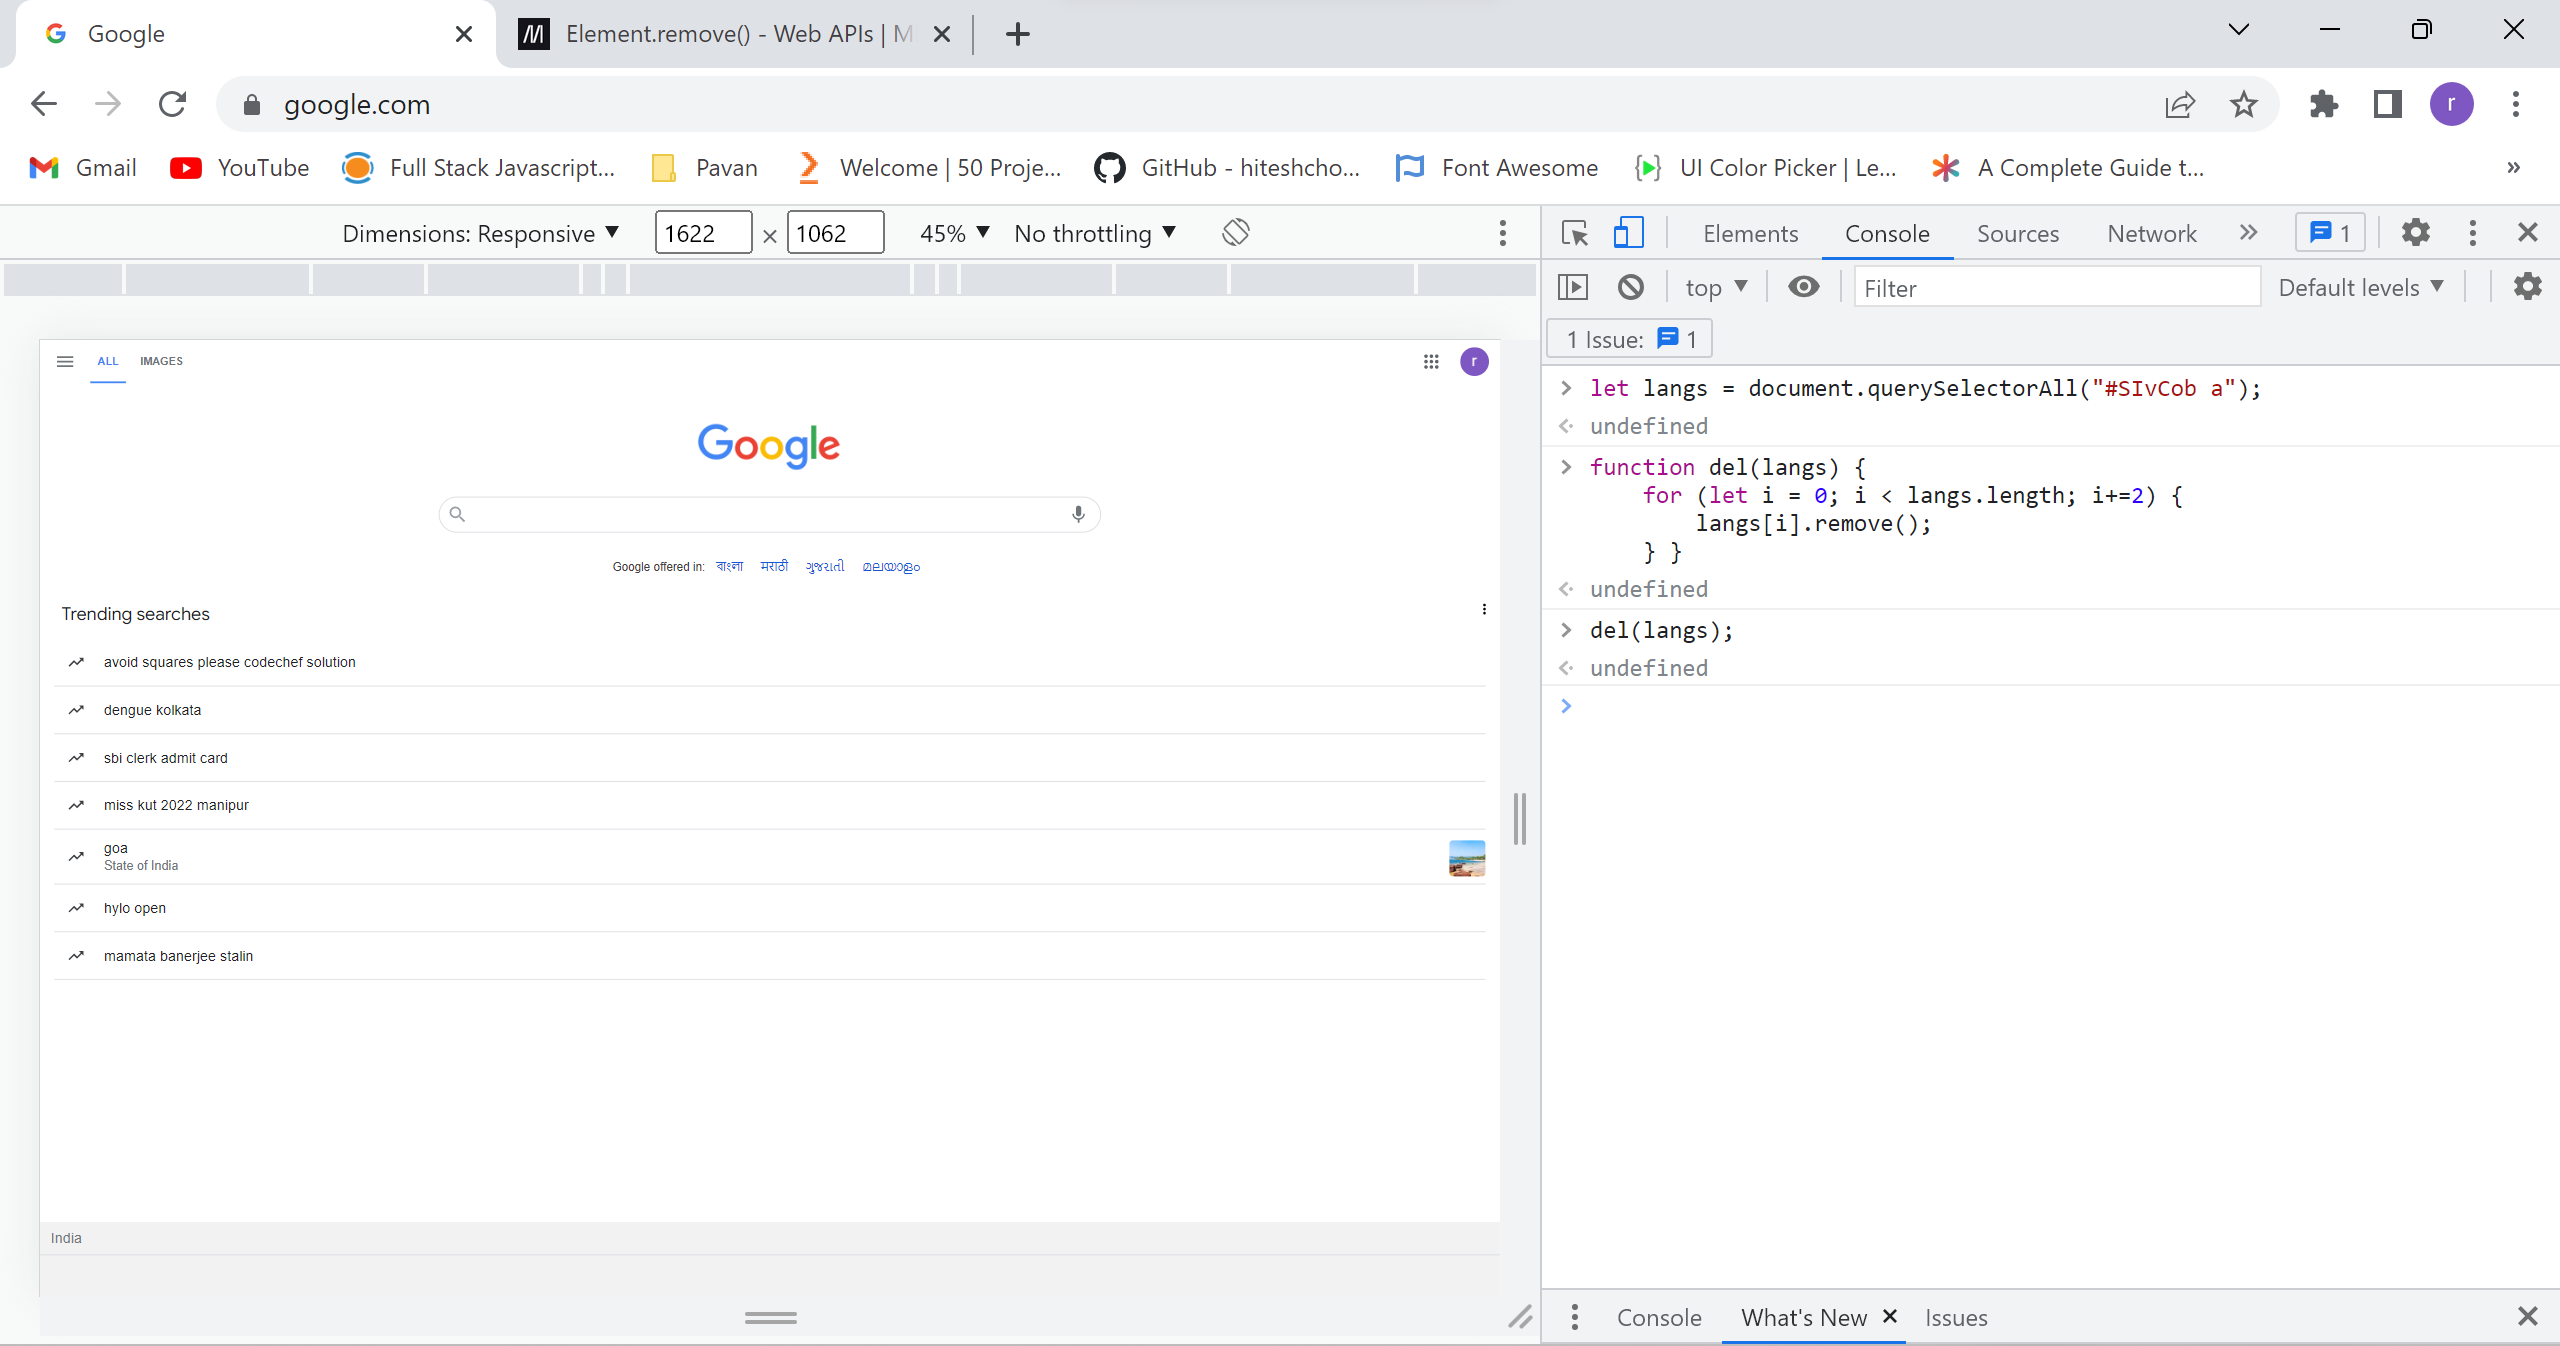 Google
Element.remove() - Web APIs | M
google.com
r
Gmail
YouTube
Full Stack Javascript...
Pavan
Welcome | 50 Proje...
GitHub - hiteshcho...
Font Awesome
UI Color Picker | Le...
A Complete Guide t...
»
Dimensions: Responsive
1622 × 1062
45%
No throttling
ALL IMAGES
r
Google
Google offered in: বাংলা मराठी ગુજરાતી മലയാളം
Trending searches
avoid squares please codechef solution
dengue kolkata
sbi clerk admit card
miss kut 2022 manipur
goa
State of India
hylo open
mamata banerjee stalin
India
Elements Console Sources Network » 1
top Filter Default levels
1 Issue: 1
> let langs = document.querySelectorAll("#SIvCob a");
undefined
> function del(langs) {
for (let i = 0; i < langs.length; i+=2) {
langs[i].remove();
} }
undefined
> del(langs);
undefined
>
Console What's New Issues